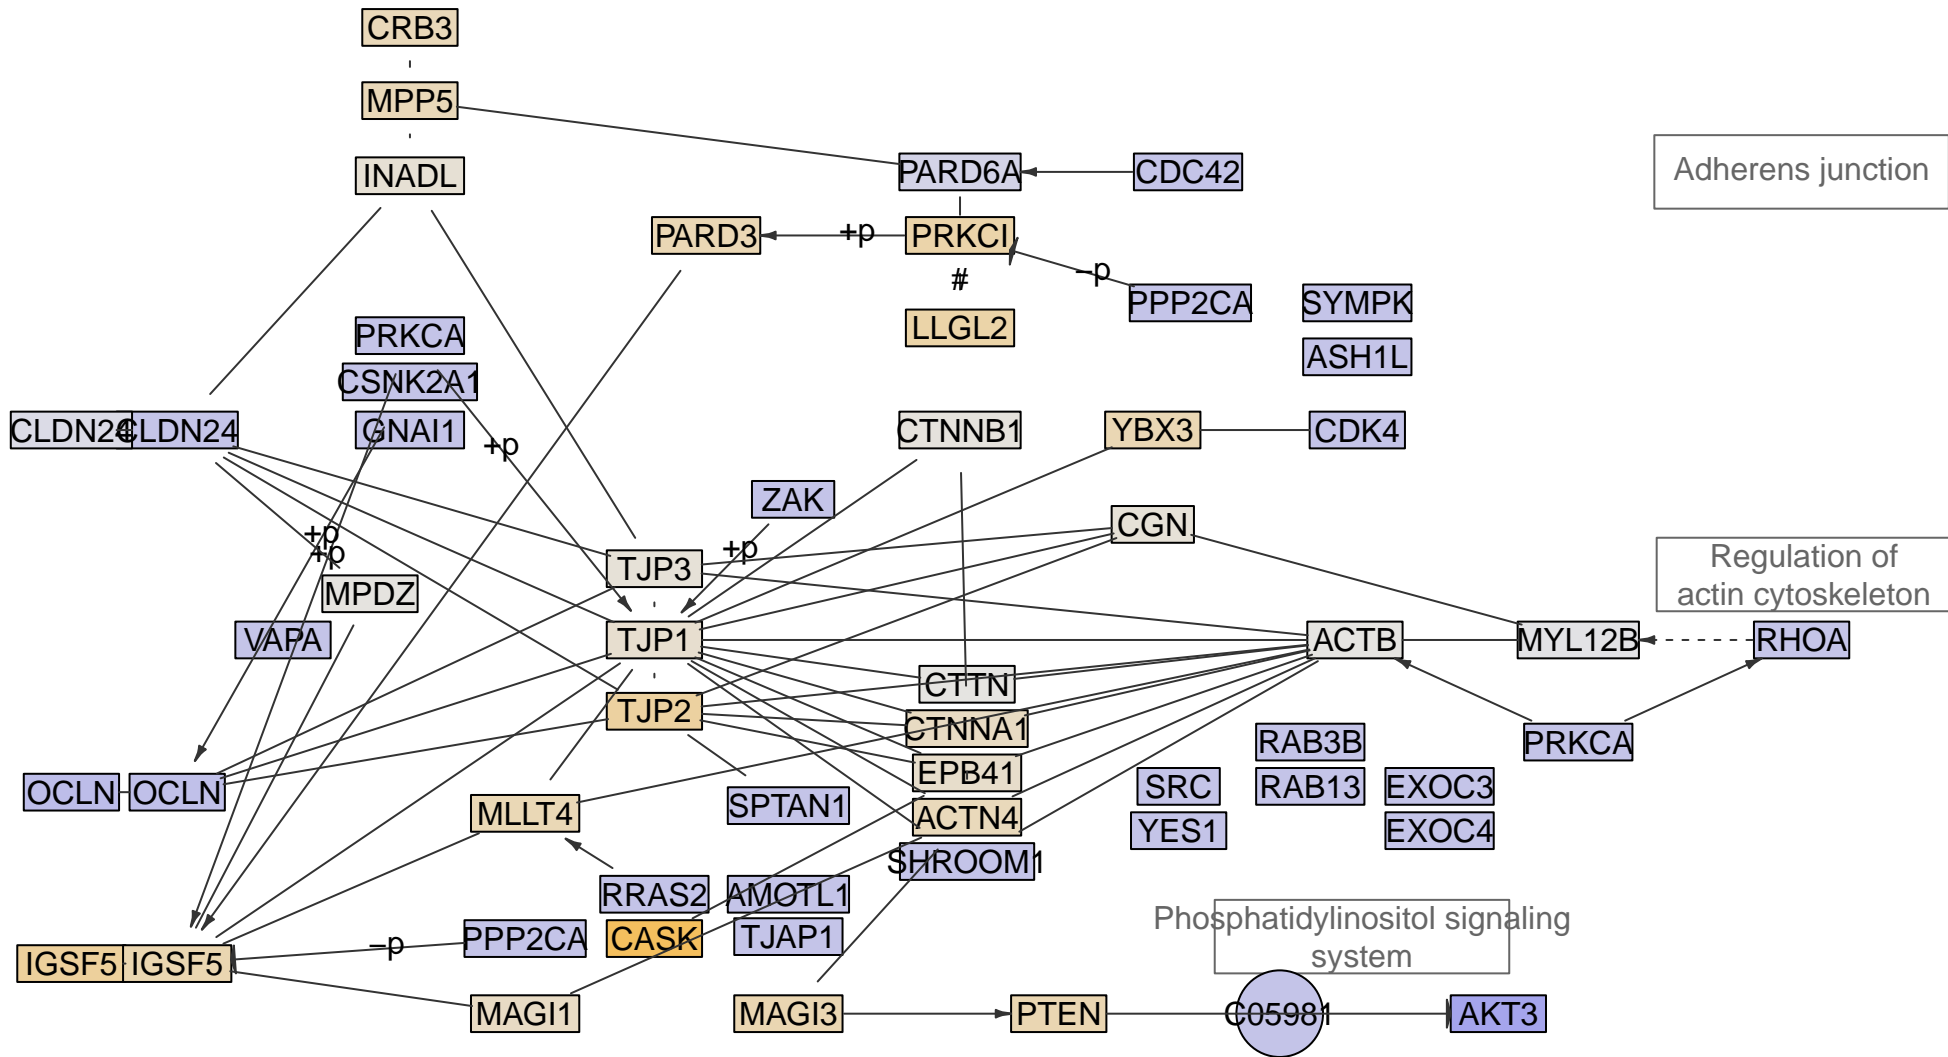 CRB3
MPP5
INADL
PARD6A
CDC42
Adherens junction
PARD3
+p
PRKCI
#
−p
PPP2CA
SYMPK
LLGL2
PRKCA
ASH1L
CSNK2A1
CLDN24
CLDN24
GNAI1
+p
CTNNB1
YBX3
CDK4
ZAK
CGN
+p
+p
+p
TJP3
MPDZ
Regulation of
actin cytoskeleton
VAPA
TJP1
ACTB
MYL12B
RHOA
CTTN
TJP2
CTNNA1
RAB3B
PRKCA
EPB41
OCLN
OCLN
MLLT4
SPTAN1
SRC
RAB13
EXOC3
ACTN4
YES1
EXOC4
SHROOM1
RRAS2
AMOTL1
PPP2CA
CASK
TJAP1
Phosphatidylinositol signaling
system
−p
IGSF5
IGSF5
MAGI1
MAGI3
PTEN
C05981
AKT3